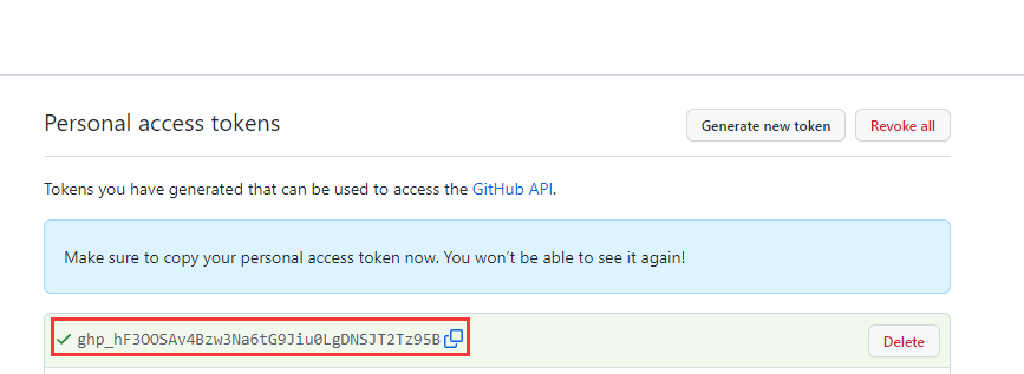 Personal access tokens
Generate new token
Revoke all
Tokens you have generated that can be used to access the GitHub API.
Make sure to copy your personal access token now. You won't be able to see it again!
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
Delete